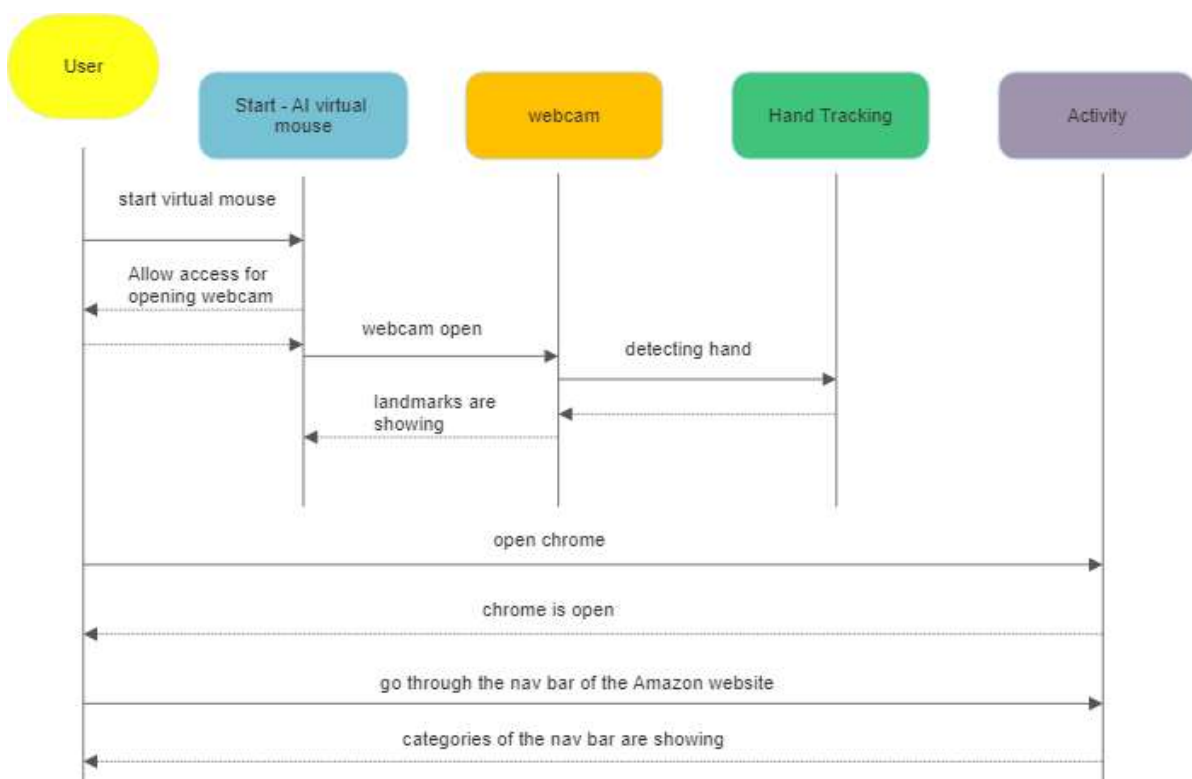 User
Start - AI virtual
mouse
webcam
Hand Tracking
Activity
start virtual mouse
Allow access for
opening webcam
webcam open
detecting hand
landmarks are
showing
open chrome
chrome is open
go through the nav bar of the Amazon website
categories of the nav bar are showing